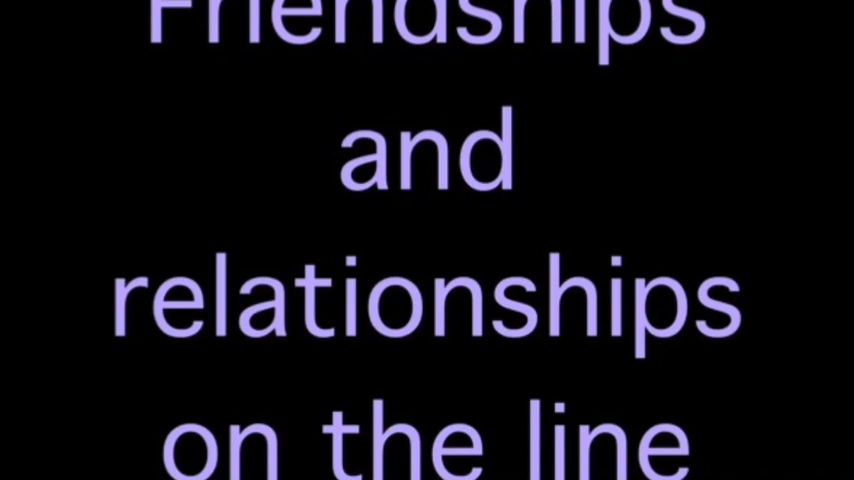 Friendships
and
relationships
on the line